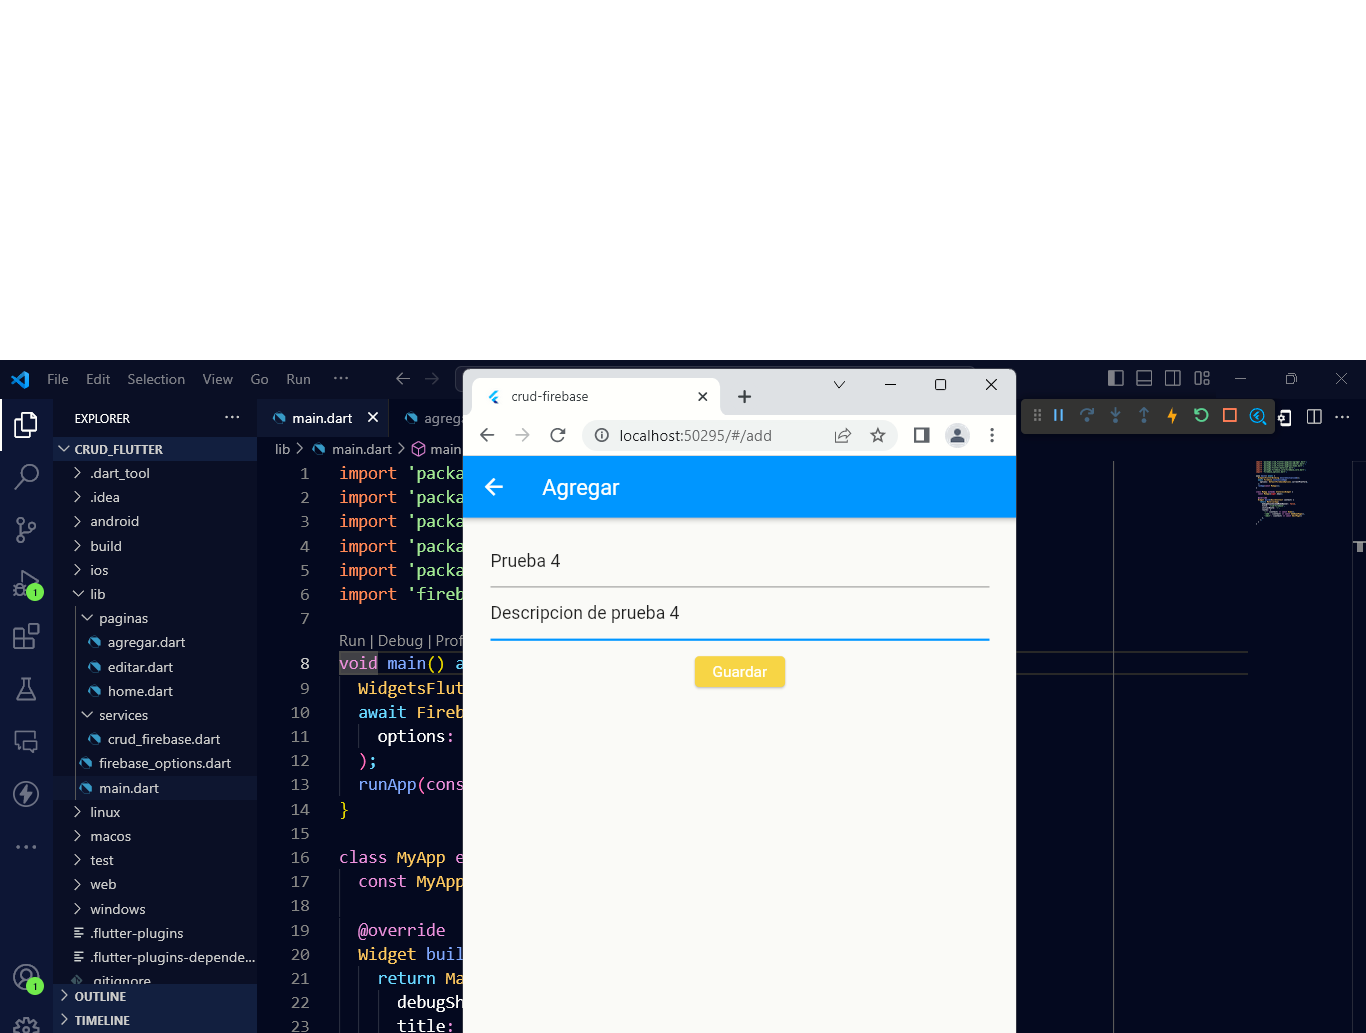 File Edit Selection View Go Run ···
EXPLORER ···
CRUD_FLUTTER
.dart_tool
.idea
android
build
ios
lib
paginas
agregar.dart
editar.dart
home.dart
services
crud_firebase.dart
firebase_options.dart
main.dart
linux
macos
test
web
windows
.flutter-plugins
.flutter-plugins-depende...
.gitignore
OUTLINE
TIMELINE
1
1
main.dart
agreg
lib > main.dart > main
1 import 'packa
2 import 'packa
3 import 'packa
4 import 'packa
5 import 'packa
6 import 'fireb
7
Run | Debug | Prof
8 void main() a
9 WidgetsFlut
10 await Fireb
11 options:
12 );
13 runApp(cons
14 }
15
16 class MyApp e
17 const MyApp
18
19 @override
20 Widget buil
21 return Ma
22 debugSh
23 title:
crud-firebase
localhost:50295/#/add
Agregar
Prueba 4
Descripcion de prueba 4
Guardar